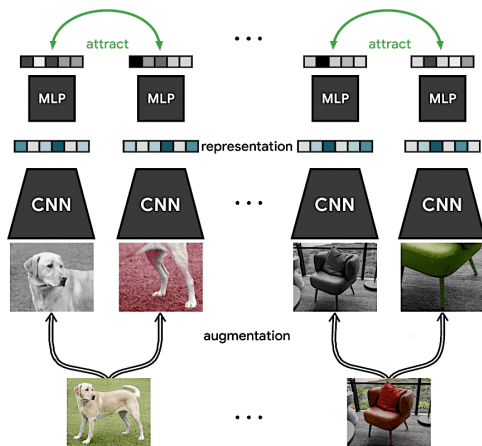 attract
attract
MLP
MLP
MLP
MLP
representation
CNN
CNN
CNN
CNN
augmentation